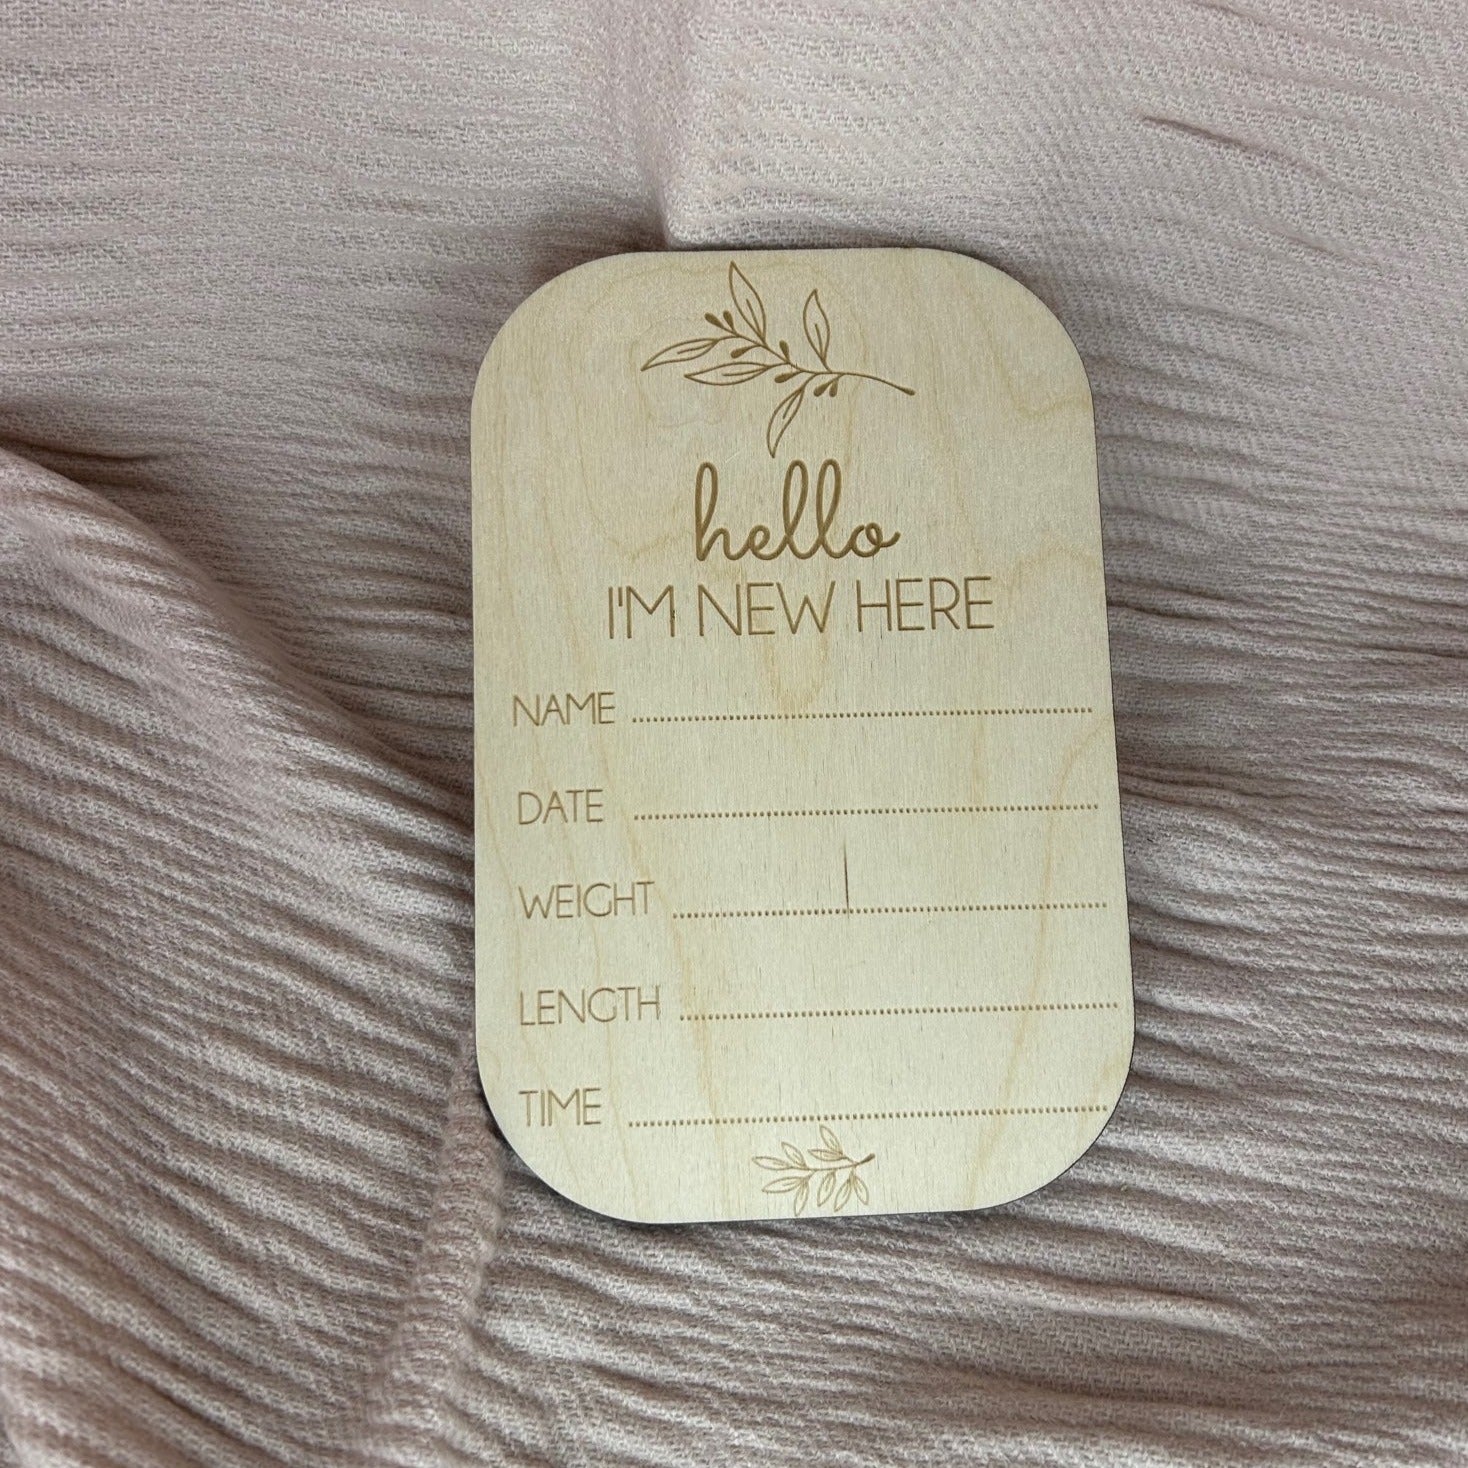 hello
I'M NEW HERE
NAME
DATE
WEIGHT
LENGTH
TIME